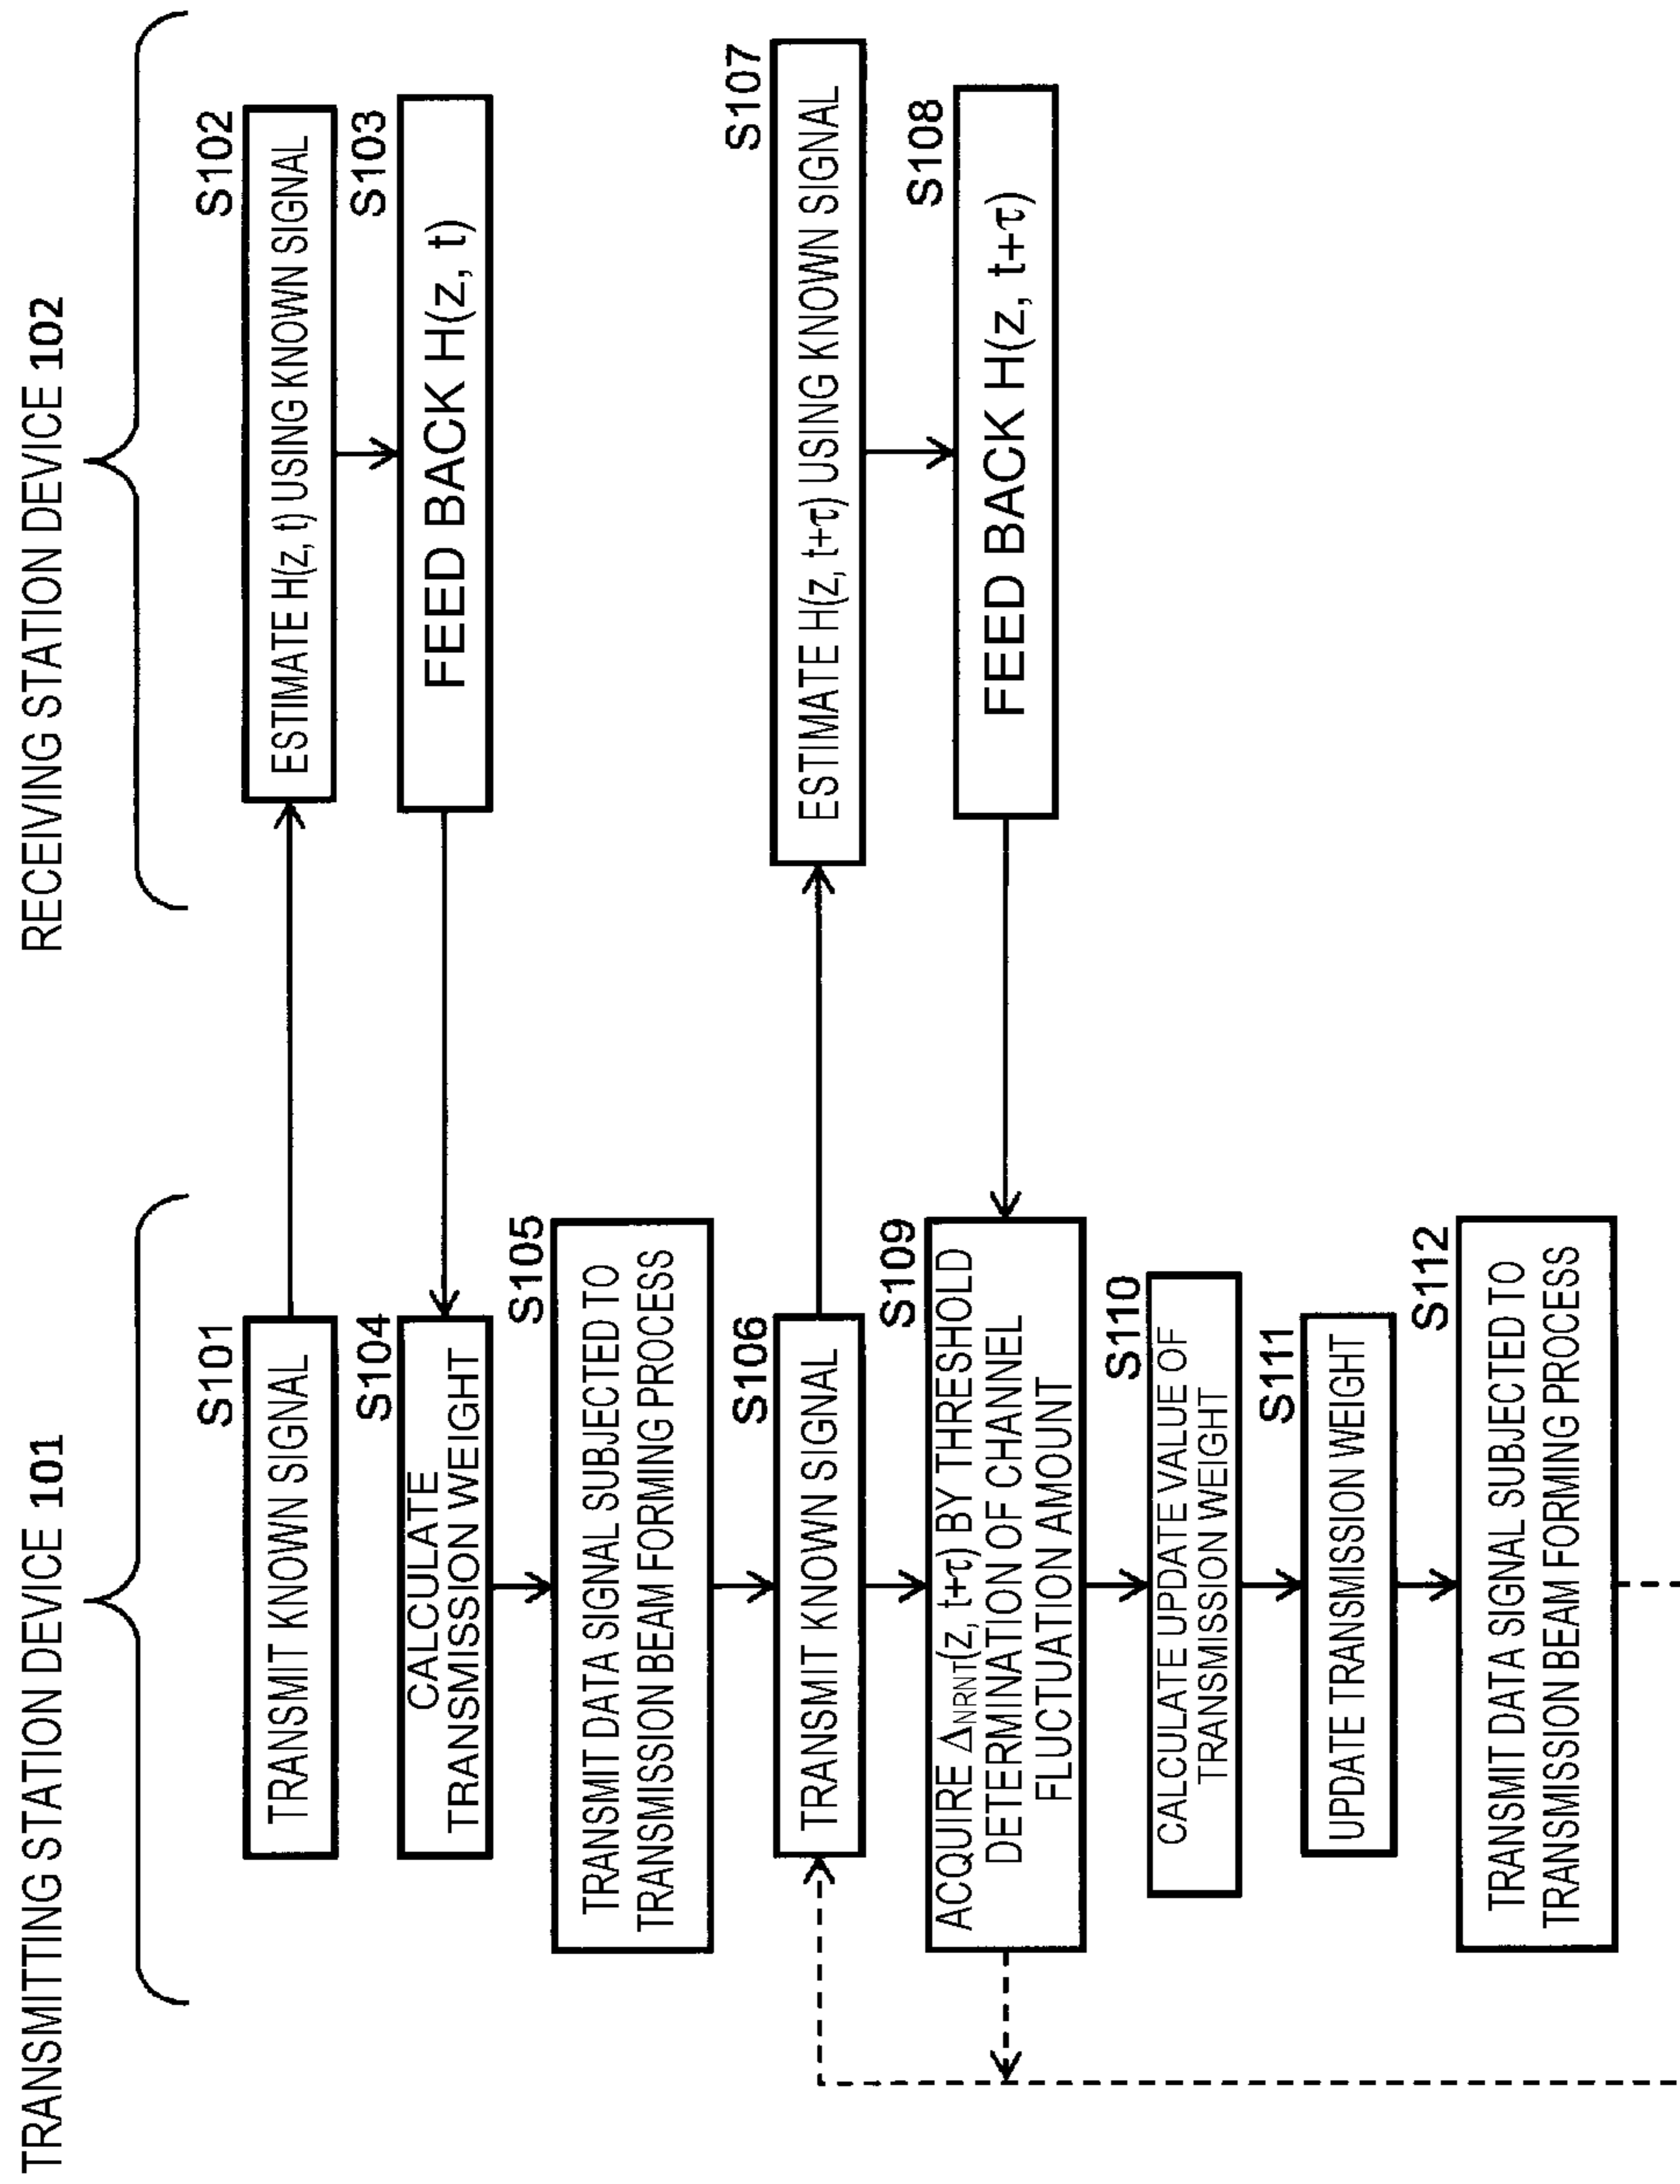 TRANSMITTING STATION DEVICE 101
RECEIVING STATION DEVICE 102
S101
TRANSMIT KNOWN SIGNAL
S102
ESTIMATE H(z, t) USING KNOWN SIGNAL
S103
FEED BACK H(z, t)
S104
CALCULATE
TRANSMISSION WEIGHT
S105
TRANSMIT DATA SIGNAL SUBJECTED TO
TRANSMISSION BEAM FORMING PROCESS
S106
TRANSMIT KNOWN SIGNAL
S107
ESTIMATE H(z, t+τ) USING KNOWN SIGNAL
S108
FEED BACK H(z, t+τ)
S109
ACQUIRE ΔNRNT(z, t+τ) BY THRESHOLD
DETERMINATION OF CHANNEL
FLUCTUATION AMOUNT
S110
CALCULATE UPDATE VALUE OF
TRANSMISSION WEIGHT
S111
UPDATE TRANSMISSION WEIGHT
S112
TRANSMIT DATA SIGNAL SUBJECTED TO
TRANSMISSION BEAM FORMING PROCESS